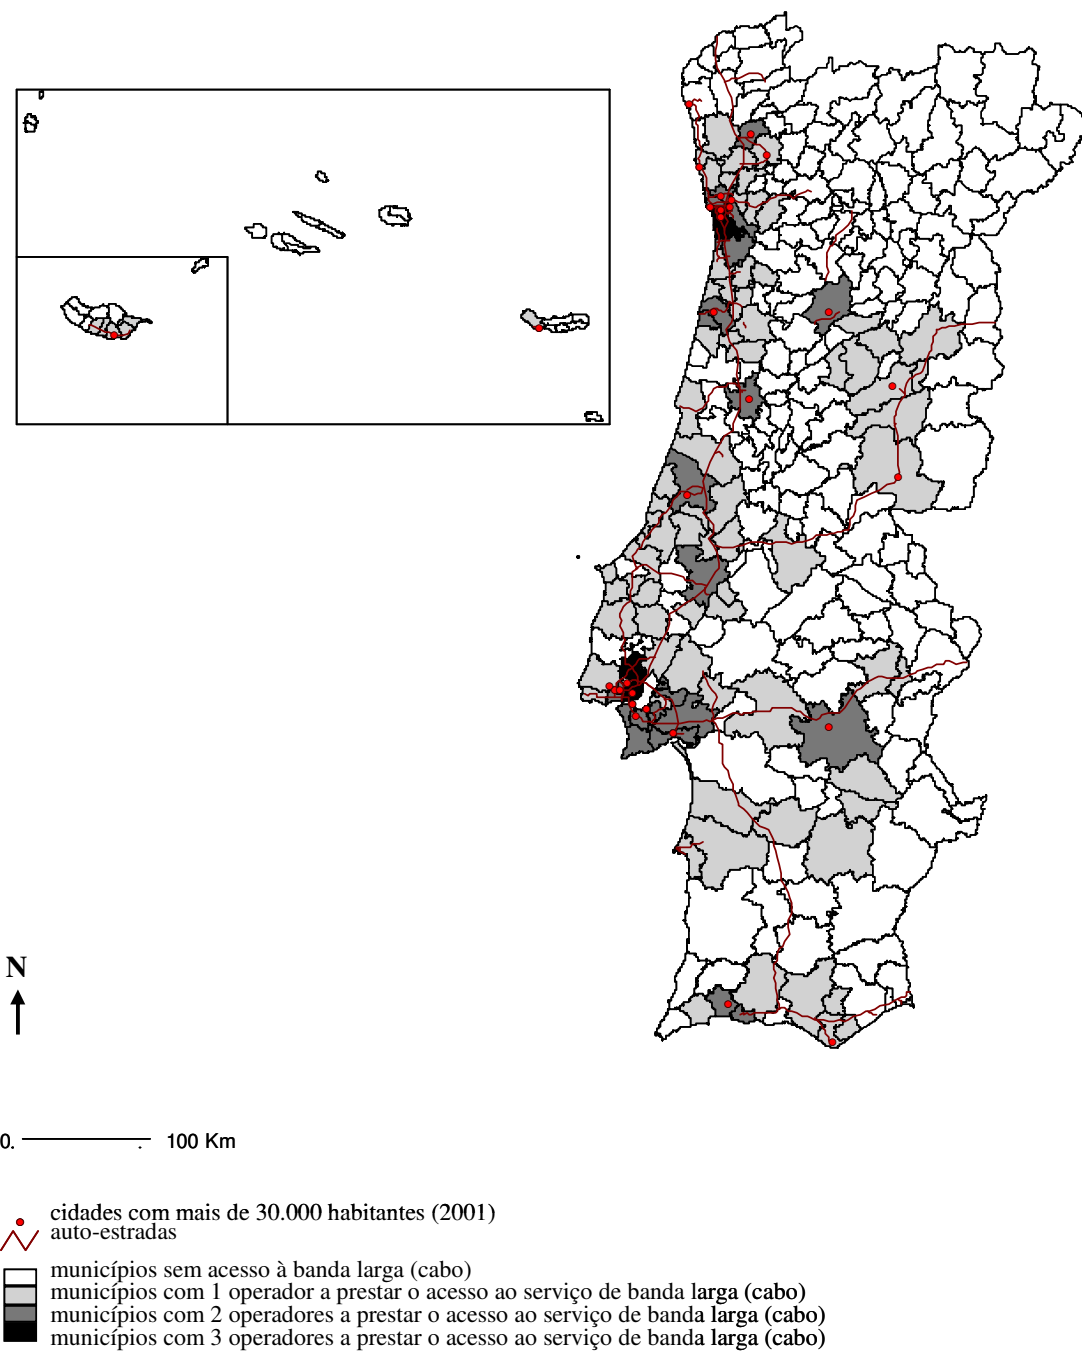 N
0. 100 Km
cidades com mais de 30.000 habitantes (2001)
auto-estradas
municípios sem acesso à banda larga (cabo)
municípios com 1 operador a prestar o acesso ao serviço de banda larga (cabo)
municípios com 2 operadores a prestar o acesso ao serviço de banda larga (cabo)
municípios com 3 operadores a prestar o acesso ao serviço de banda larga (cabo)